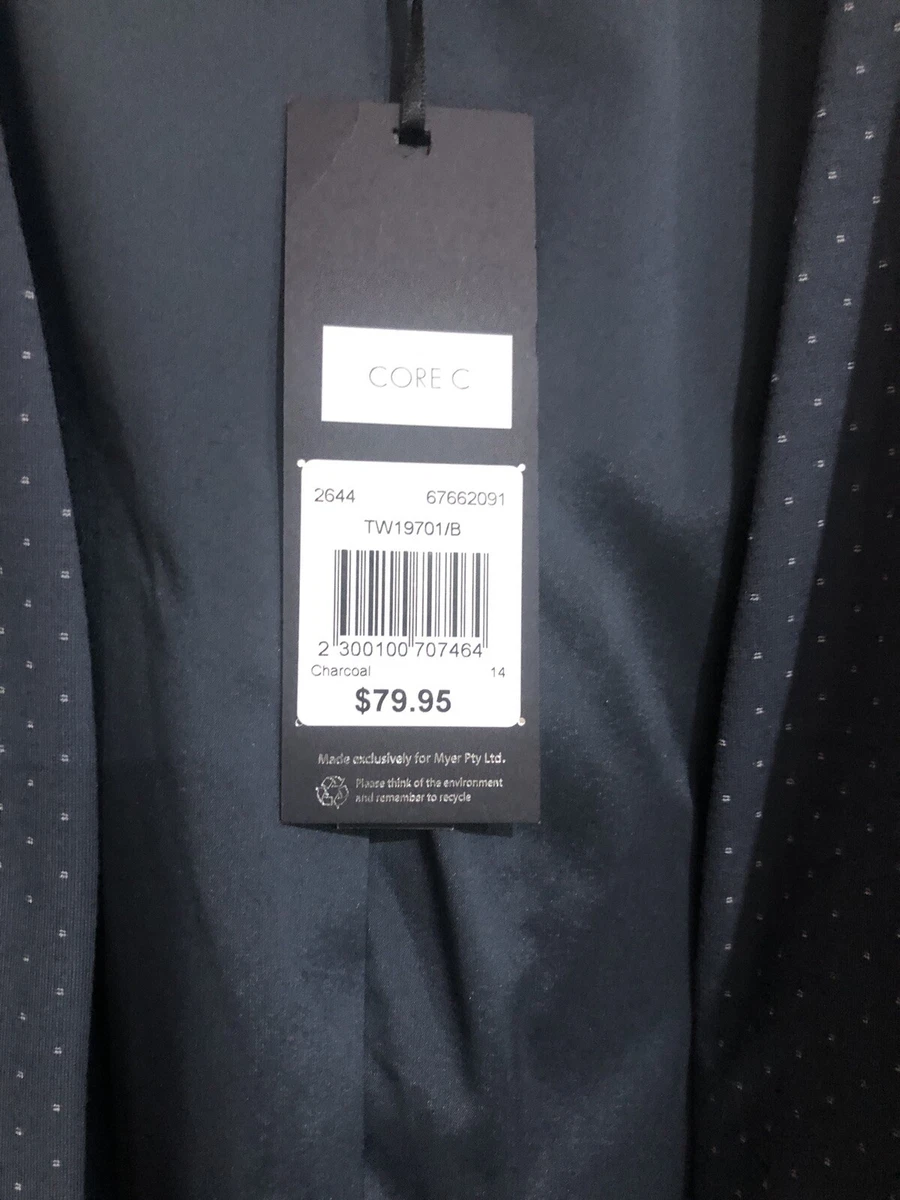 CORE C
2644 67662091
TW19701/B
2 300100 707464
Charcoal 14
$79.95
Made exclusively for Myer Pty Ltd.
Please think of the environment
and remember to recycle